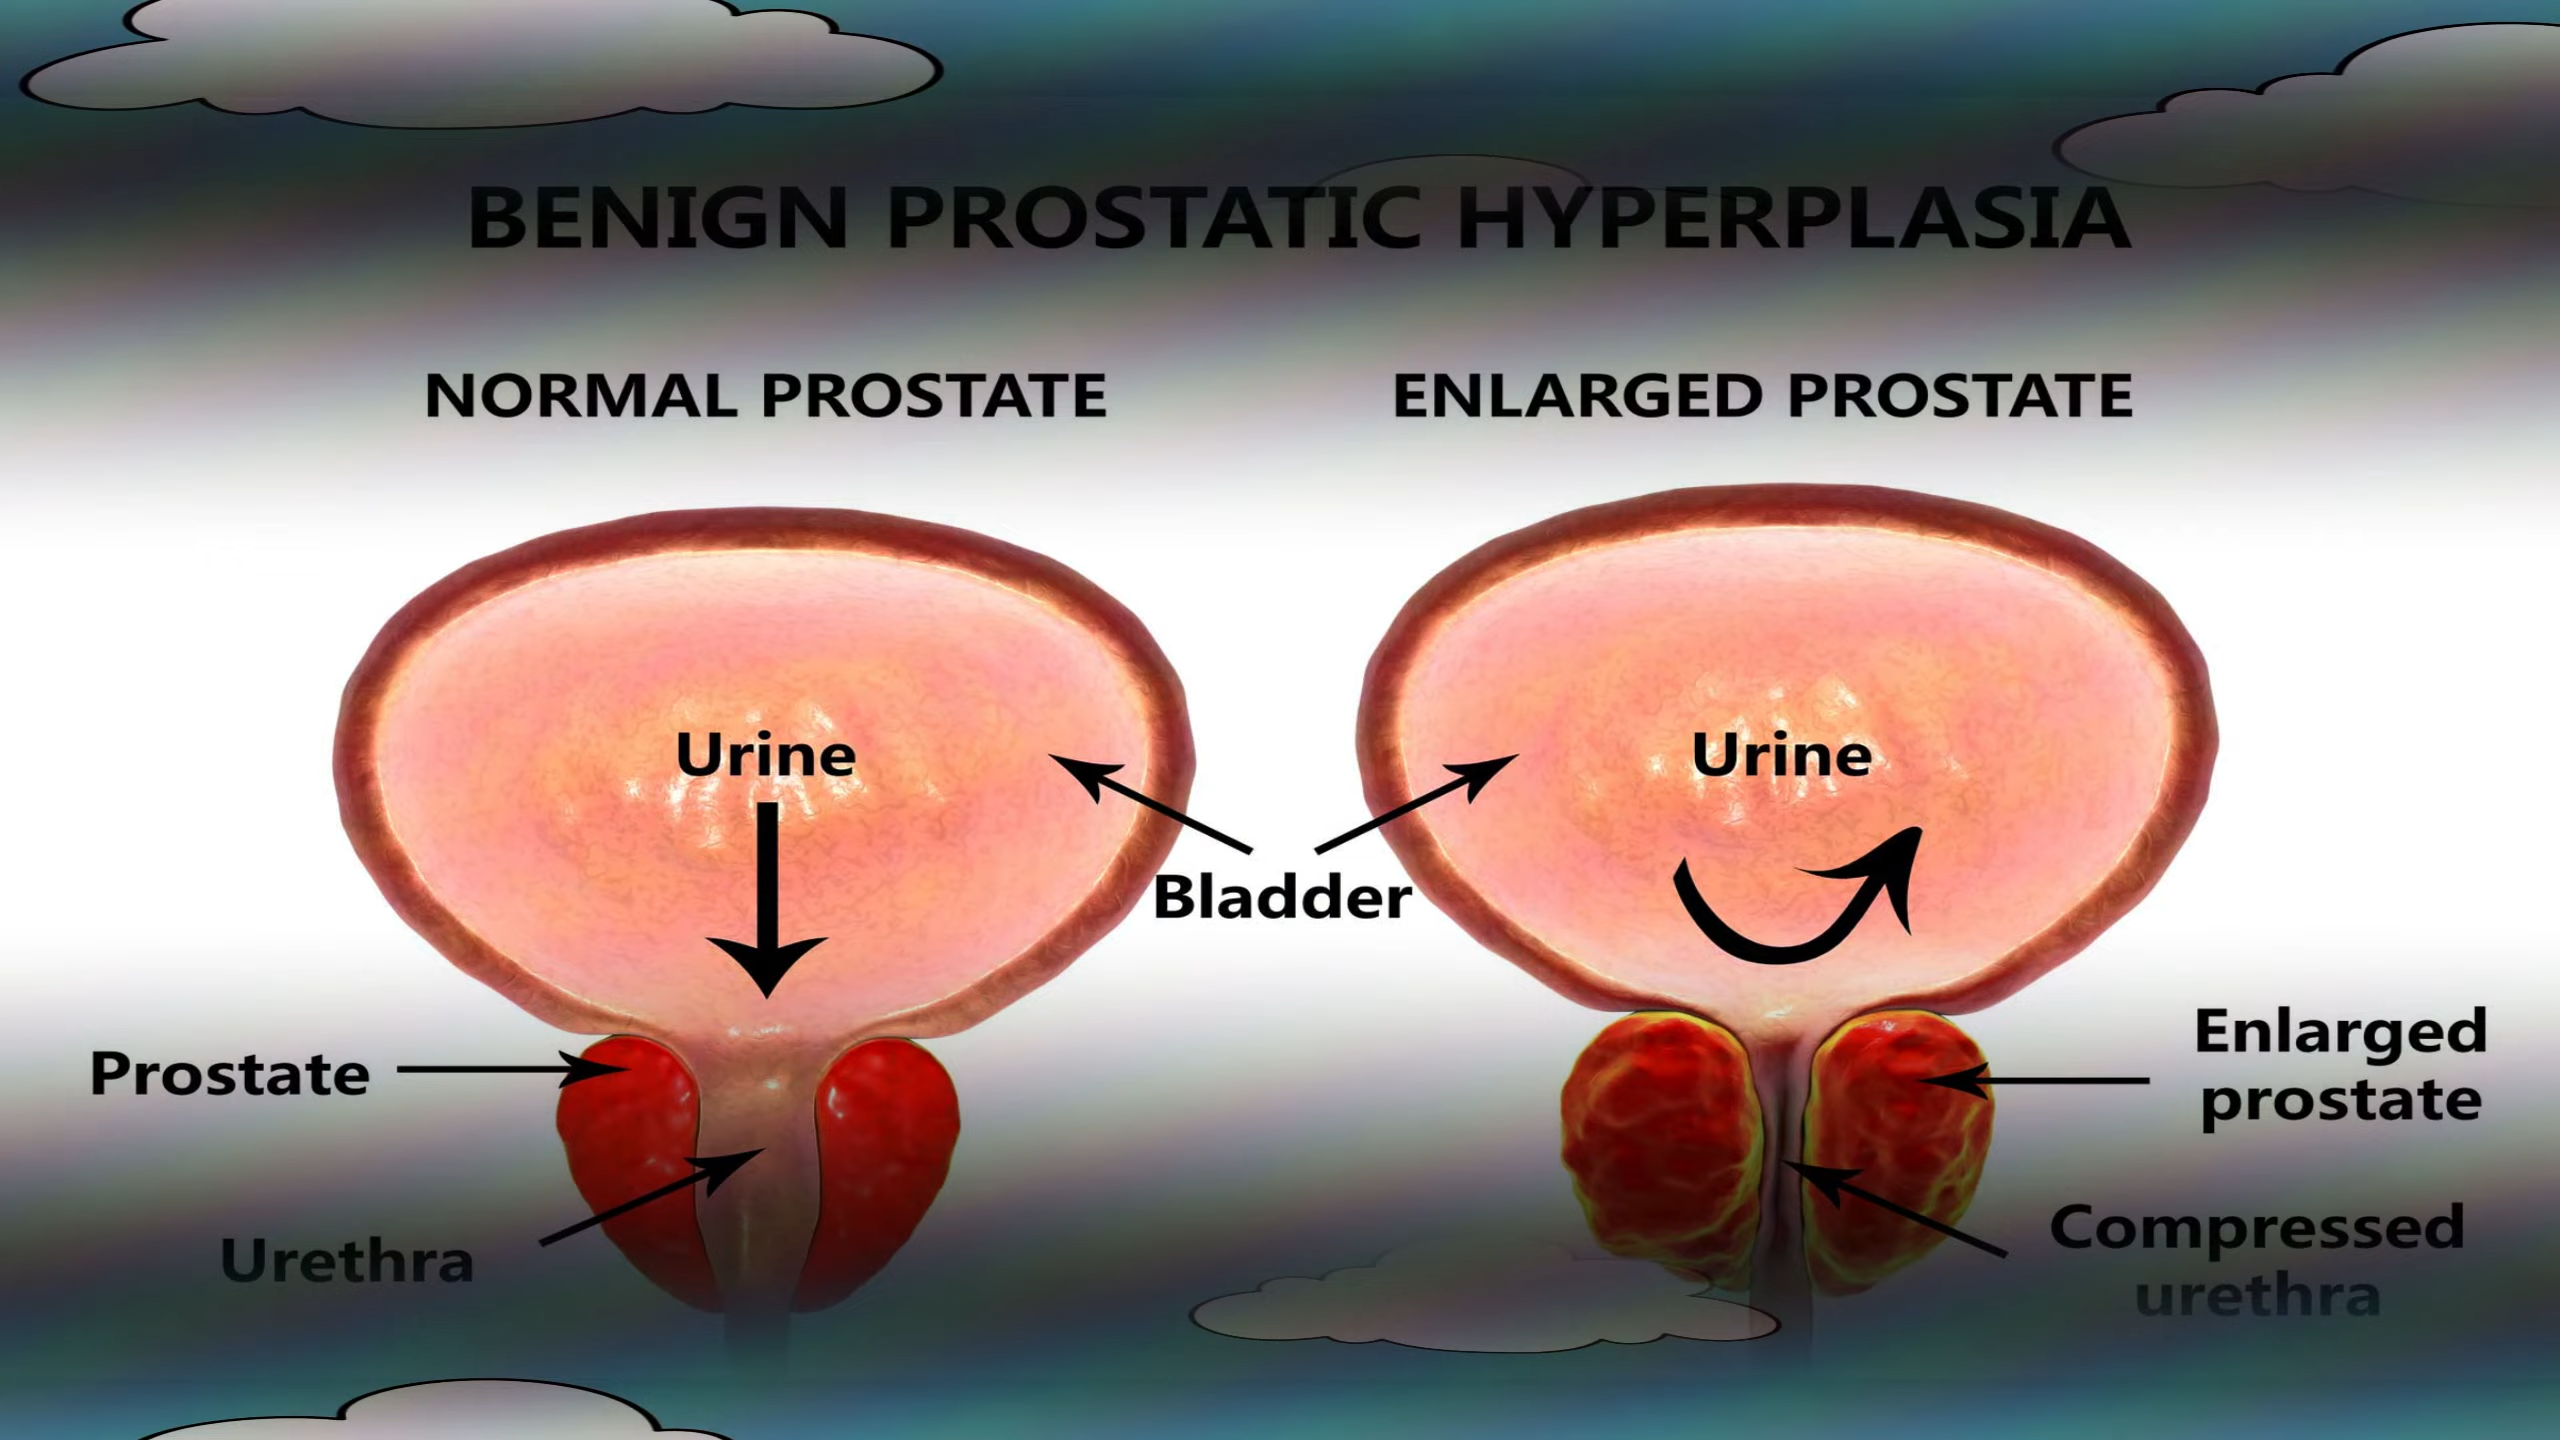 BENIGN PROSTATIC HYPERPLASIA
NORMAL PROSTATE
ENLARGED PROSTATE
Urine
Urine
Bladder
Prostate
Enlarged
prostate
Urethra
Compressed
urethra